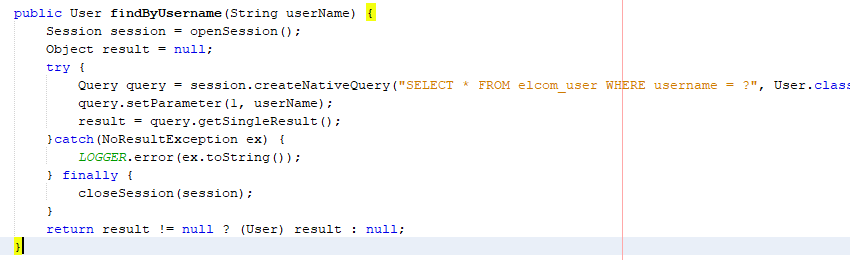 public User findByUsername(String userName) {
    Session session = openSession();
    Object result = null;
    try {
        Query query = session.createNativeQuery("SELECT * FROM elcom_user WHERE username = ?", User.class
        query.setParameter(1, userName);
        result = query.getSingleResult();
    }catch(NoResultException ex) {
        LOGGER.error(ex.toString());
    } finally {
        closeSession(session);
    }
    return result != null ? (User) result : null;
}